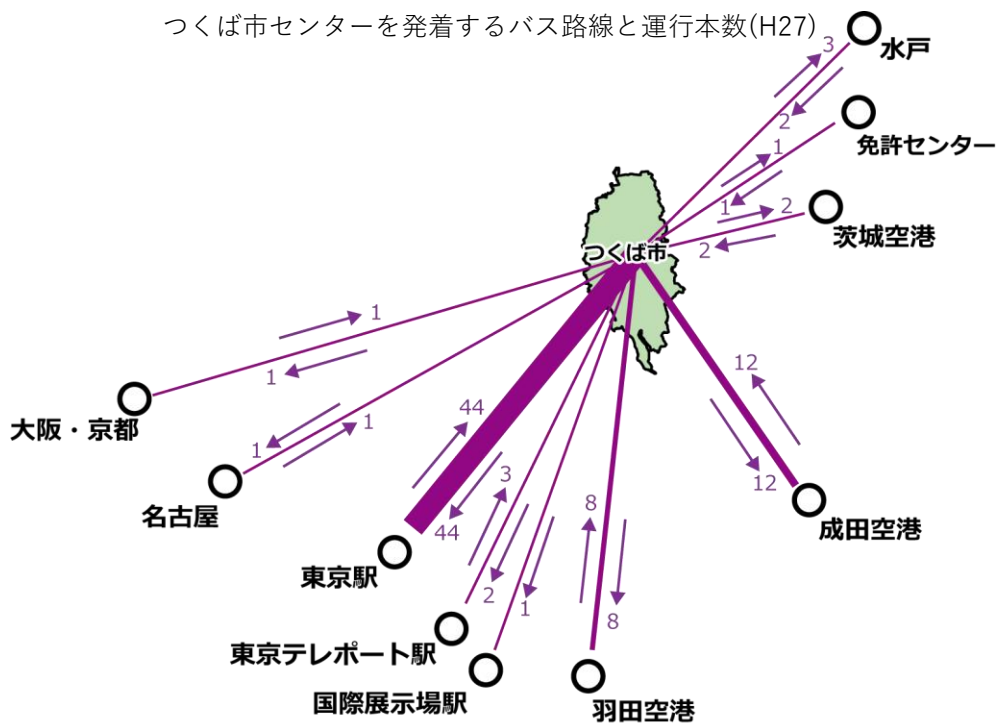 つくば市センターを発着するバス路線と運行本数(H27)
3
水戸
2
1
免許センター
1
2
茨城空港
2
つくば市
1
1
大阪・京都
1
1
名古屋
44
44
東京駅
3
2
東京テレポート駅
1
国際展示場駅
8
8
羽田空港
12
12
成田空港